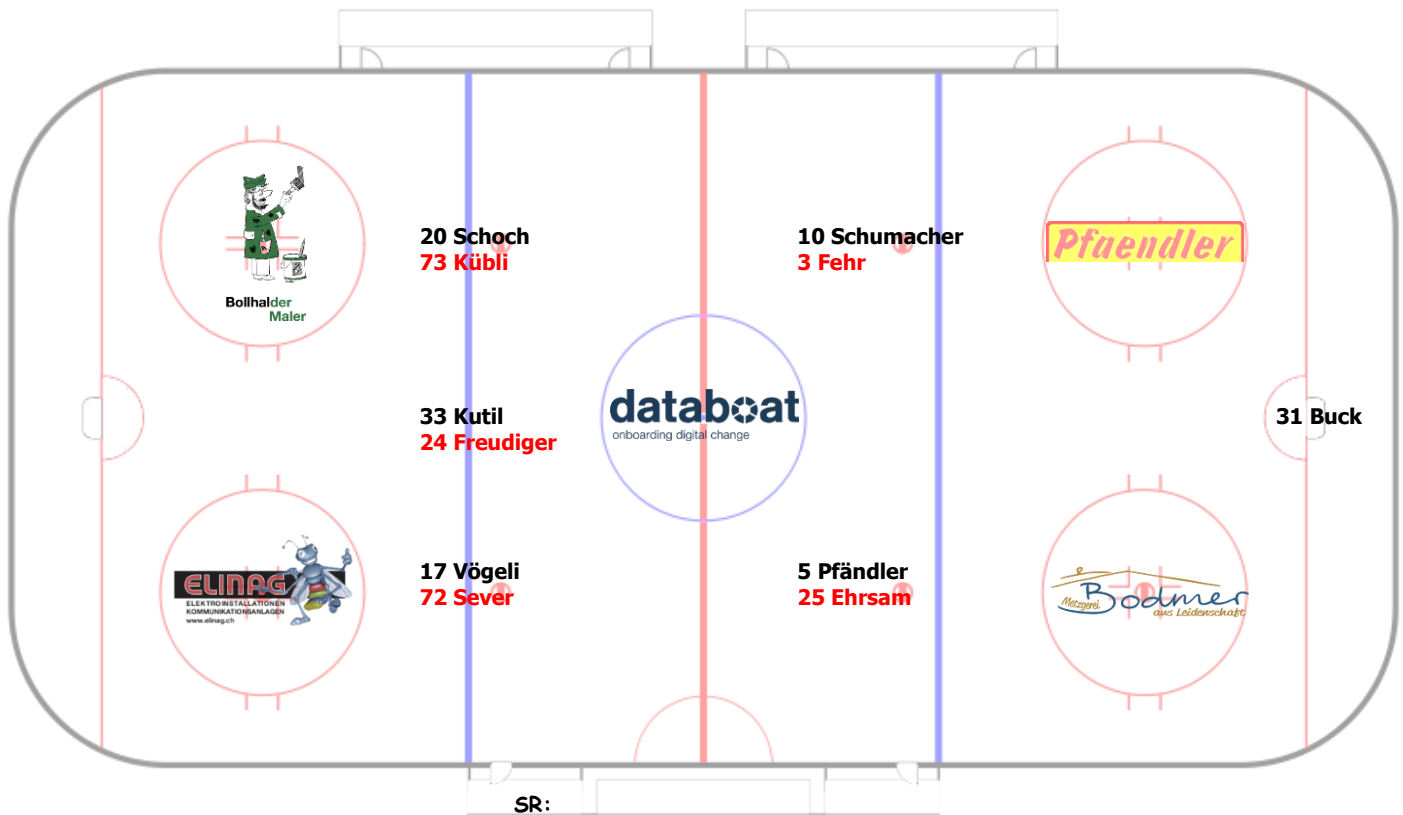 20 Schoch
73 Kübli
10 Schumacher
3 Fehr
Pfaendler
Bollhalder
Maler
33 Kutil
24 Freudiger
databoat
onboarding digital change
31 Buck
17 Vögeli
72 Sever
5 Pfändler
25 Ehrsam
ELINAG
ELEKTROINSTALLATIONEN
KOMMUNIKATIONSANLAGEN
www.elinag.ch
Metzgerei Bodmer
aus Leidenschaft
SR: